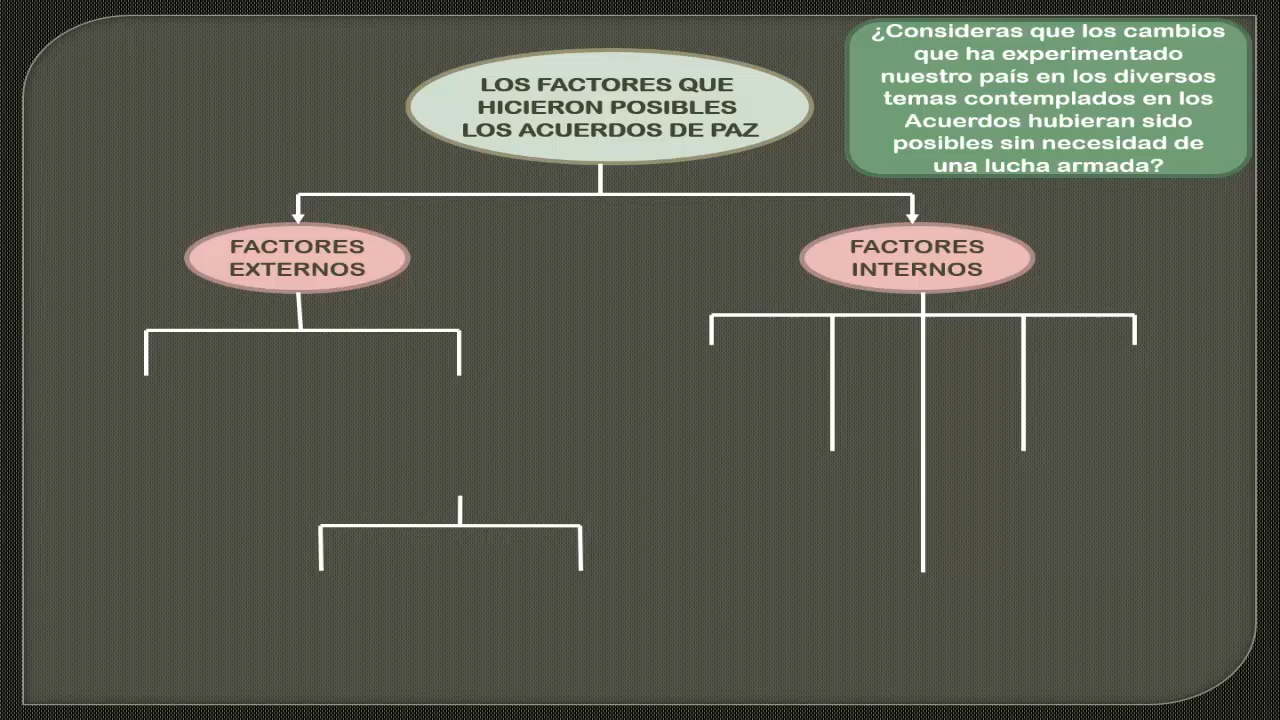 LOS FACTORES QUE
HICIERON POSIBLES
LOS ACUERDOS DE PAZ
¿Consideras que los cambios
que ha experimentado
nuestro país en los diversos
temas contemplados en los
Acuerdos hubieran sido
posibles sin necesidad de
una lucha armada?
FACTORES
EXTERNOS
FACTORES
INTERNOS